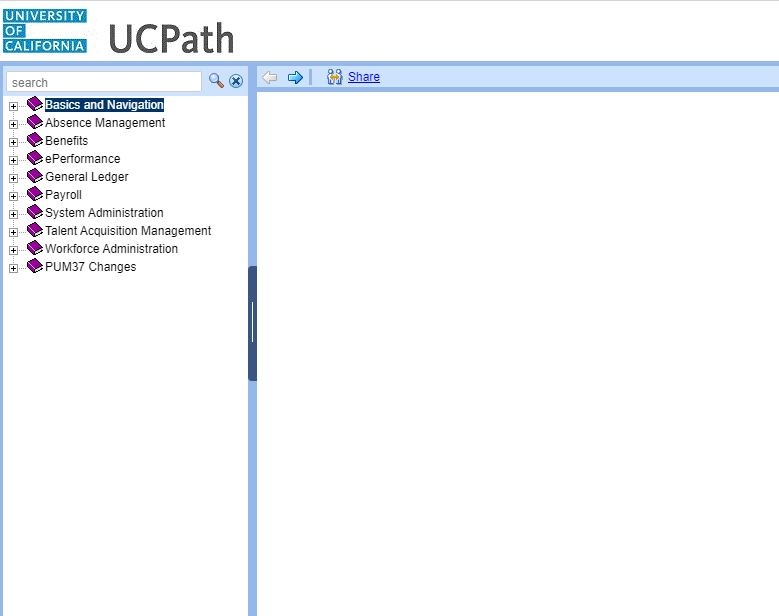 UNIVERSITY
OF
CALIFORNIA
UCPath
search
Share
Basics and Navigation
Absence Management
Benefits
ePerformance
General Ledger
Payroll
System Administration
Talent Acquisition Management
Workforce Administration
PUM37 Changes